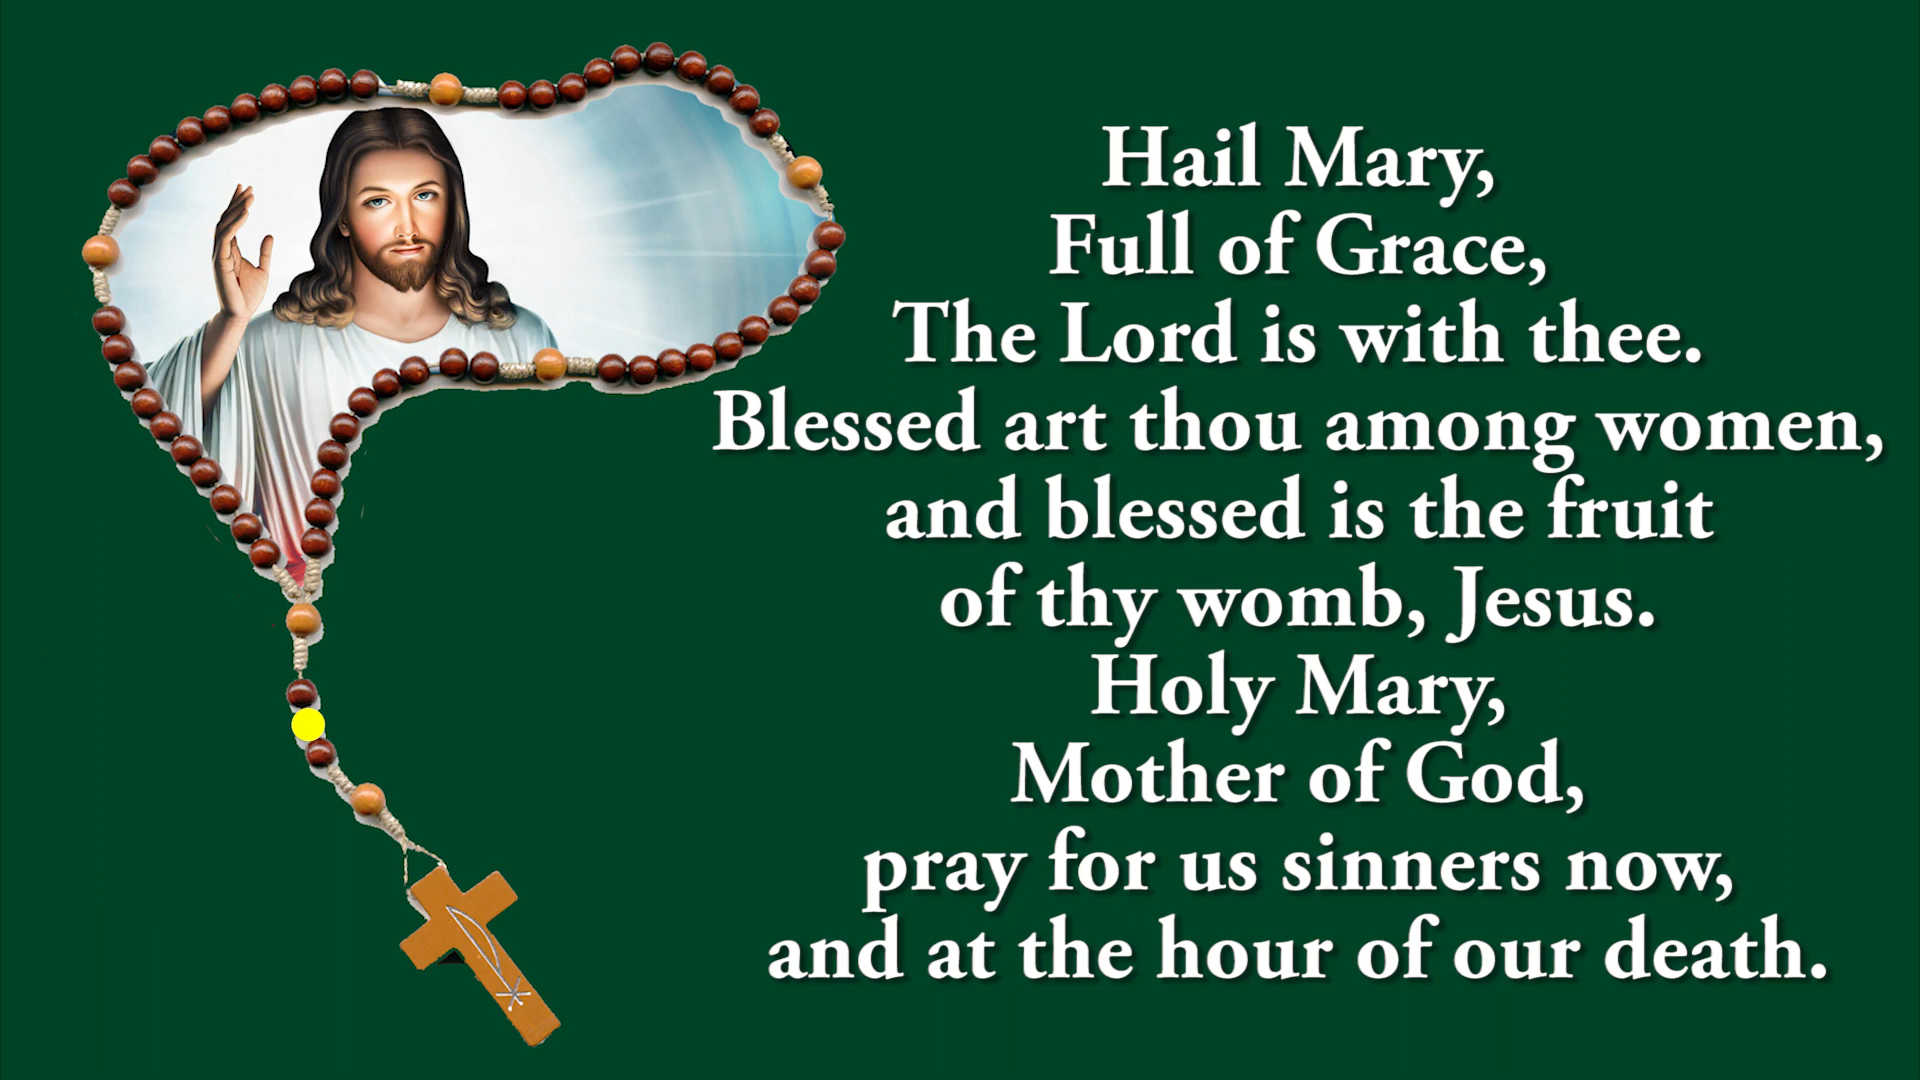 Hail Mary,
Full of Grace,
The Lord is with thee.
Blessed art thou among women,
and blessed is the fruit
of thy womb, Jesus.
Holy Mary,
Mother of God,
pray for us sinners now,
and at the hour of our death.